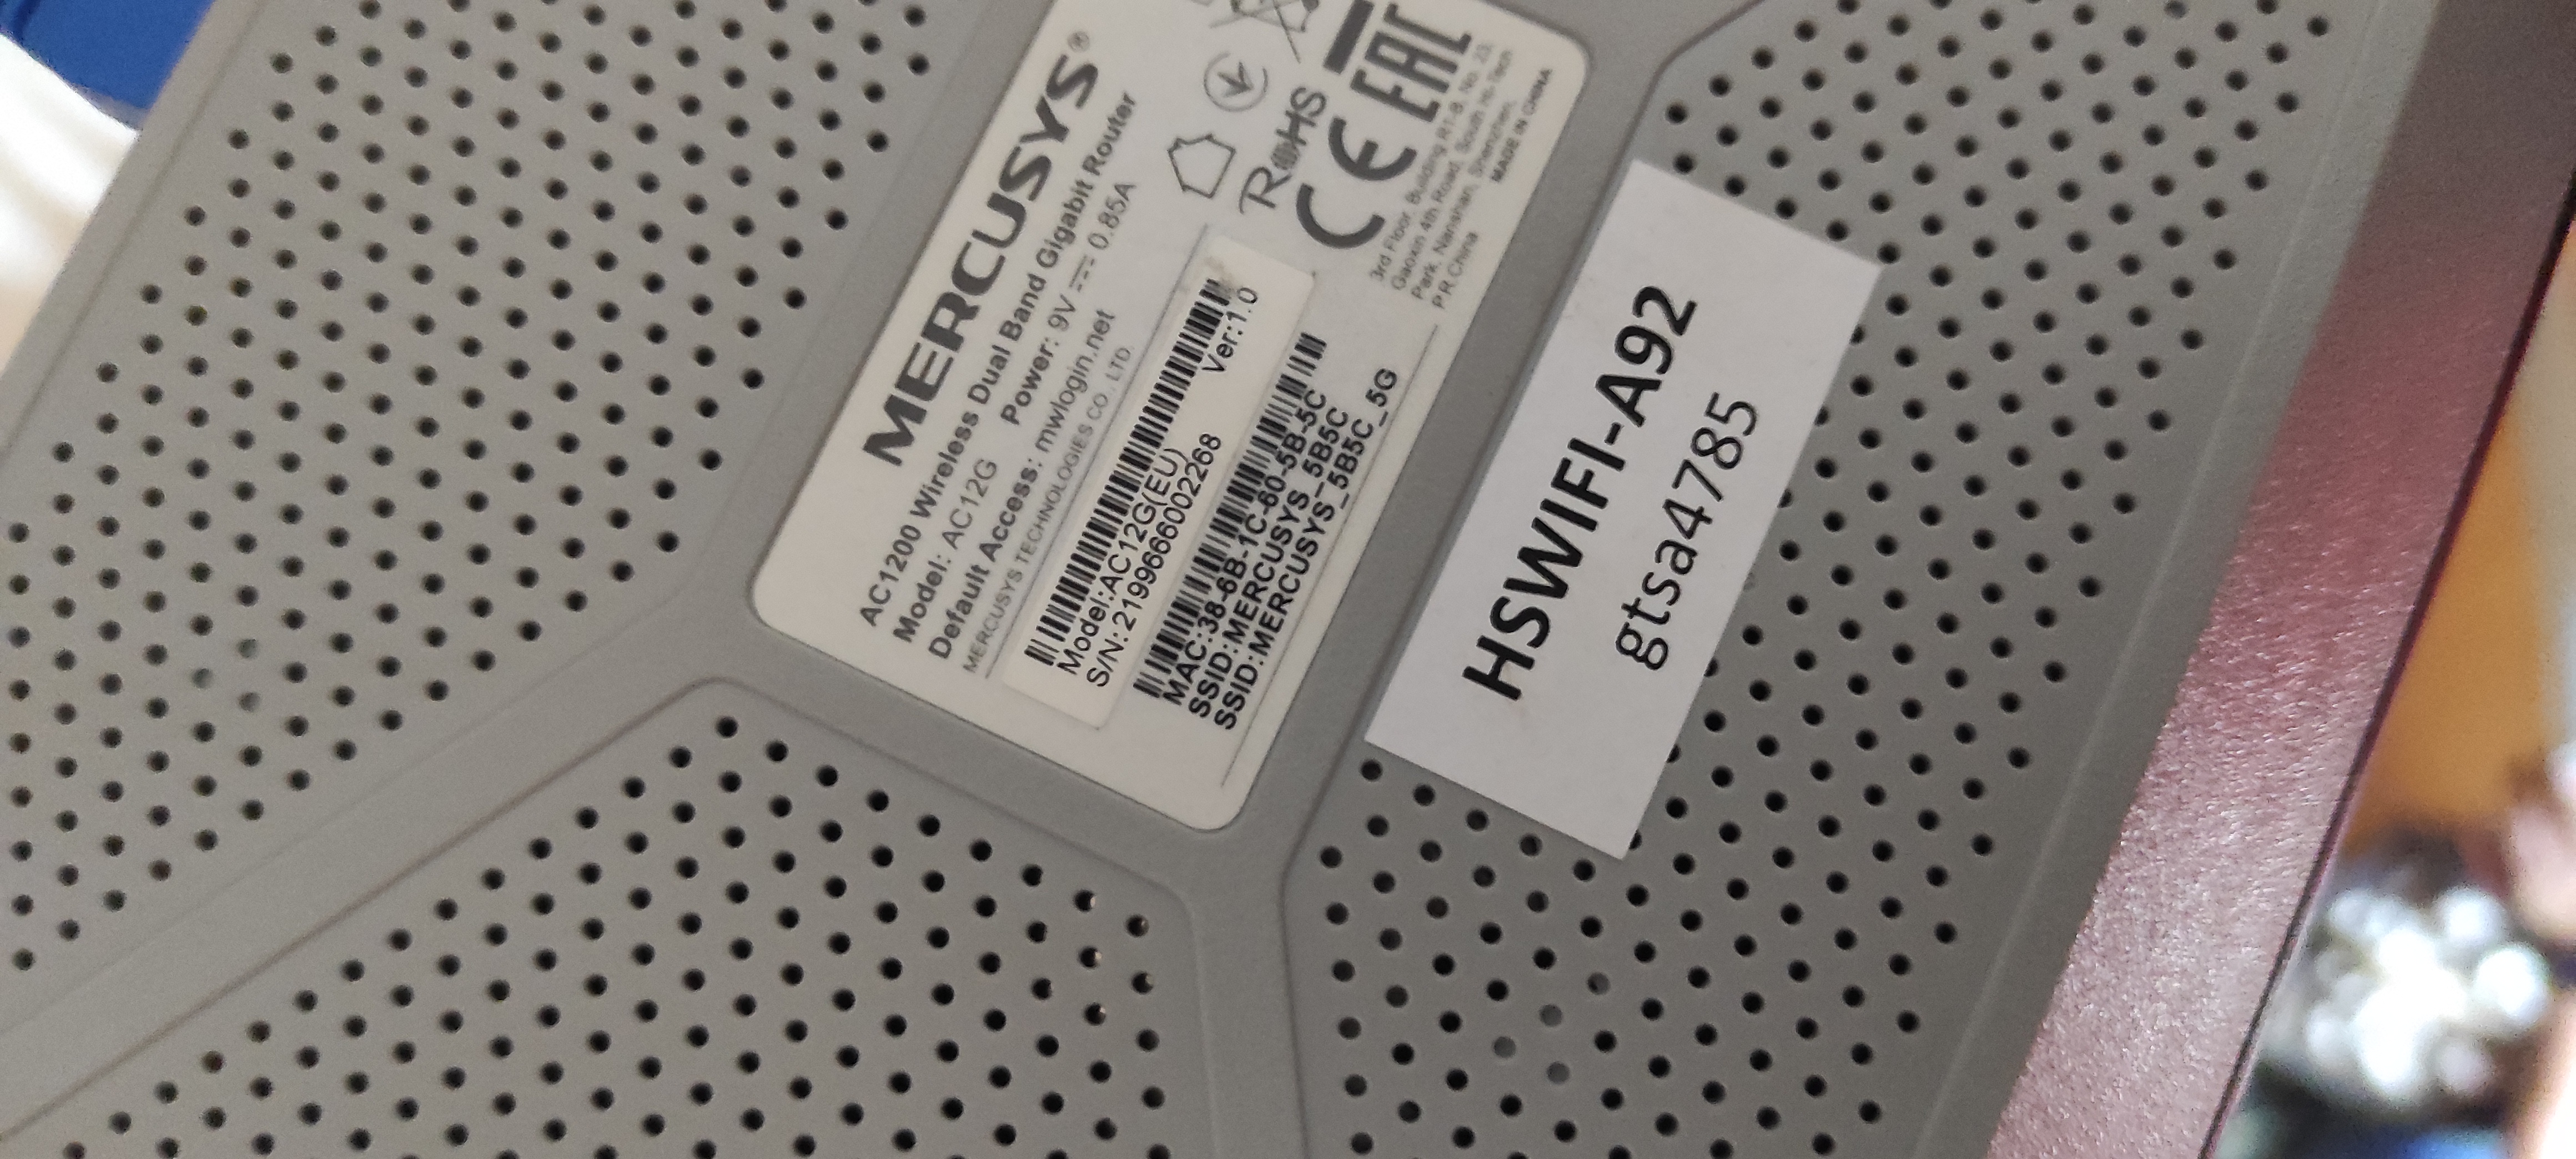 MERCUSYS®
AC1200 Wireless Dual Band Gigabit Router
Model: AC12G Power: 9V 0.85A
Default Access: mwlogin.net
MERCUSYS TECHNOLOGIES CO., LTD.
Model:AC12G(EU) Ver:1.0
S/N:2199666002268
MAC:38-6B-1C-60-5B-5C
SSID:MERCUSYS_5B5C
SSID:MERCUSYS_5B5C_5G
RoHS
CE EAC
3rd Floor, Building R1-B, No. 23,
Gaoxin 4th Road, South Hi-Tech
Park, Nanshan, Shenzhen,
P.R.China MADE IN CHINA
HSWIFI-A92
gtsa4785